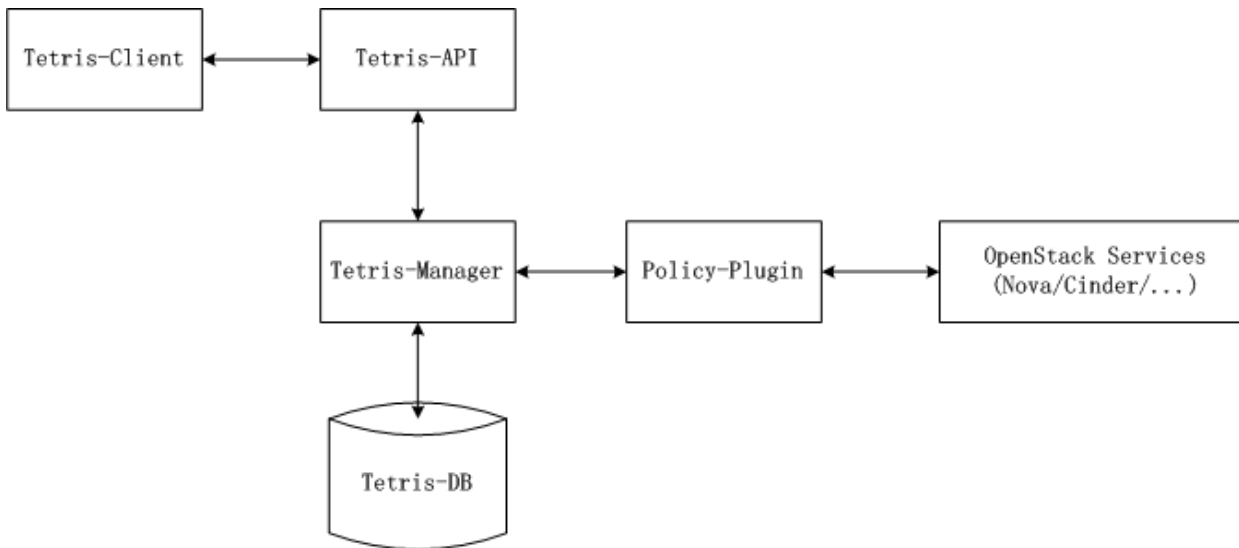 Tetris-Client
Tetris-API
Tetris-Manager
Policy-Plugin
OpenStack Services
(Nova/Cinder/...)
Tetris-DB